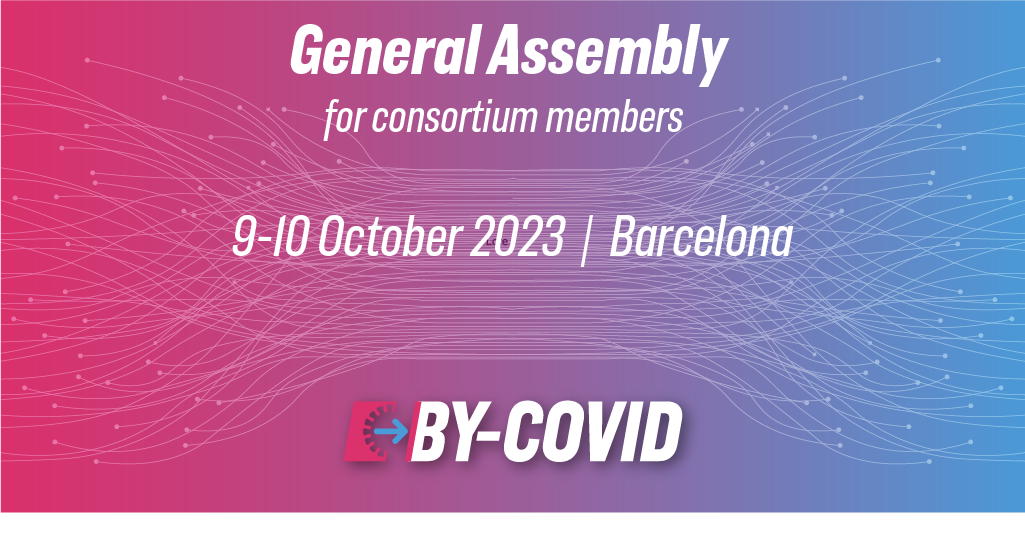 General Assembly
for consortium members
9-10 October 2023 | Barcelona
BY-COVID